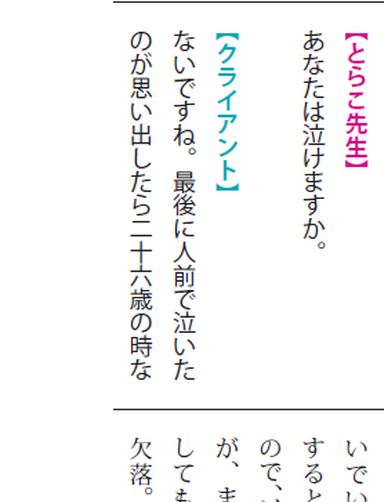 【とらこ先生】
あなたは泣けますか。
【クライアント】
ないですね。最後に人前で泣いた
のが思い出したら二十六歳の時な
いでい
すると
ので、
が、ま
しても
欠落。